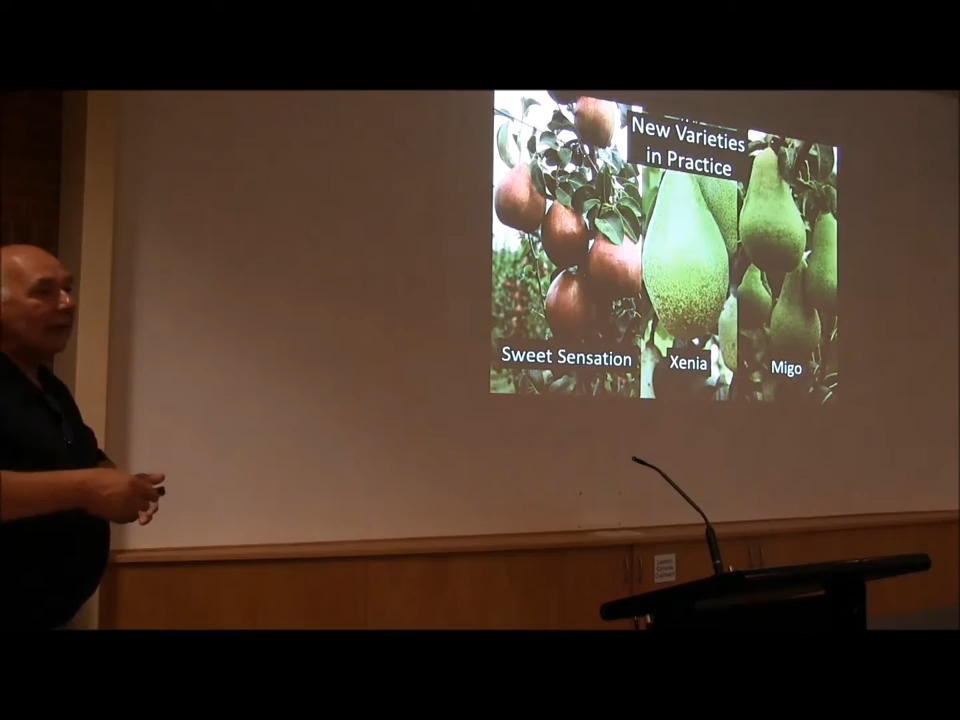 New Varieties
in Practice
Sweet Sensation
Xenia
Migo